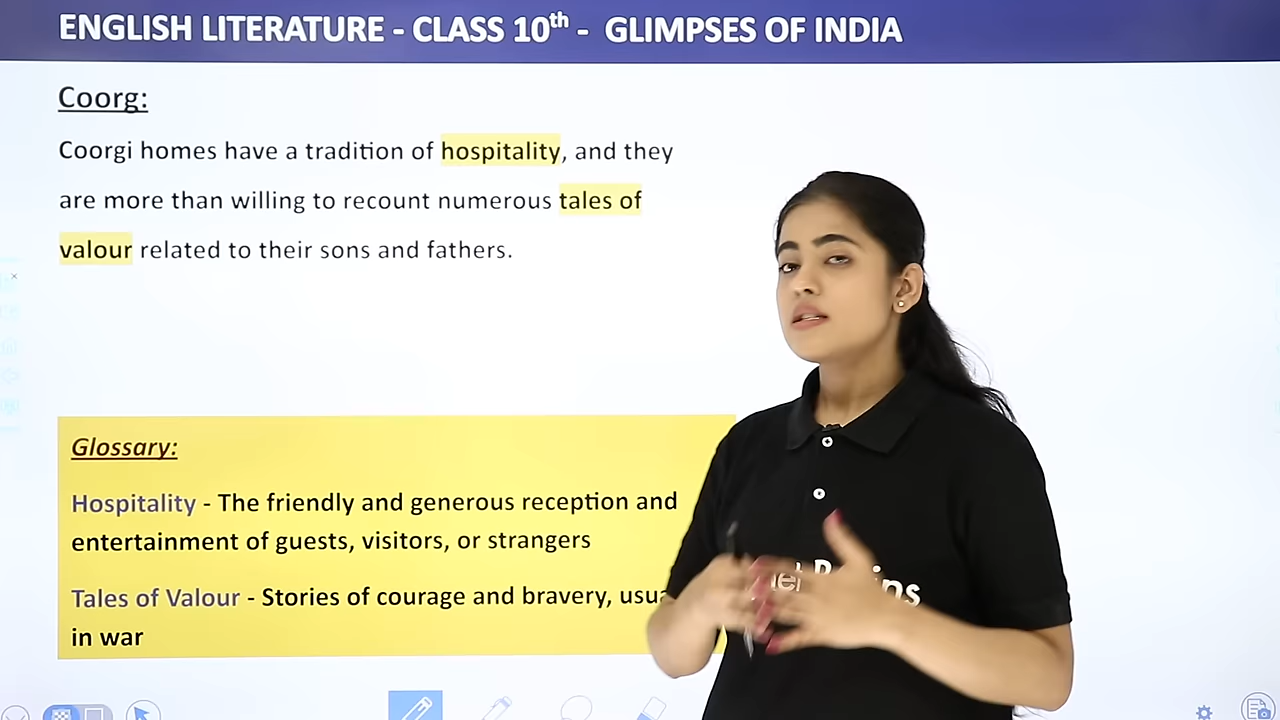 ENGLISH LITERATURE - CLASS 10th - GLIMPSES OF INDIA
Coorg:
Coorgi homes have a tradition of hospitality, and they
are more than willing to recount numerous tales of
valour related to their sons and fathers.
Glossary:
Hospitality - The friendly and generous reception and
entertainment of guests, visitors, or strangers
Tales of Valour - Stories of courage and bravery,
in war